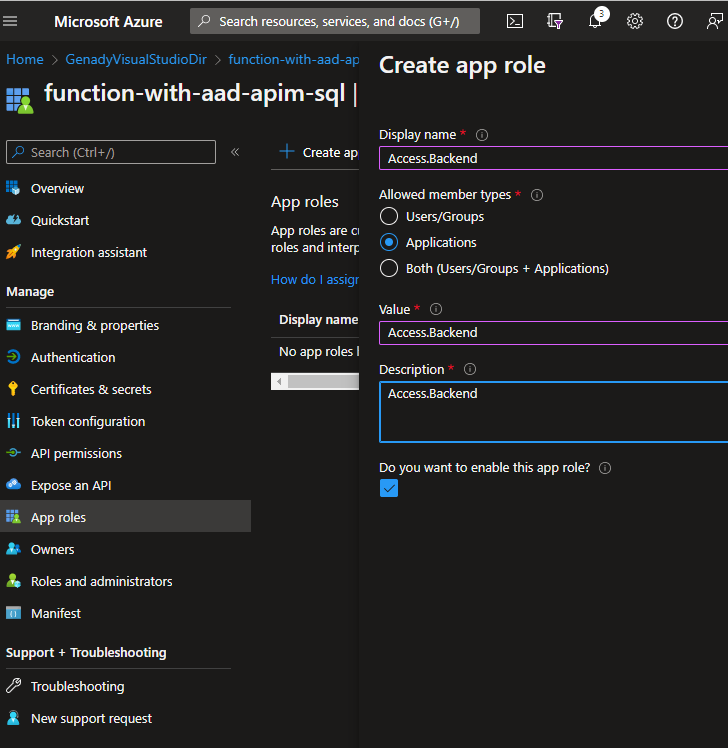 Microsoft Azure
Search resources, services, and docs (G+/)
3
Home > GenadyVisualStudioDir > function-with-aad-ap
function-with-aad-apim-sql |
Search (Ctrl+/)
«
Overview
Quickstart
Integration assistant
Manage
Branding & properties
Authentication
Certificates & secrets
Token configuration
API permissions
Expose an API
App roles
Owners
Roles and administrators
Manifest
Support + Troubleshooting
Troubleshooting
New support request
+ Create ap
App roles
App roles are cu
roles and interp
How do I assign
Display name
No app roles h
Create app role
Display name *
Access.Backend
Allowed member types *
Users/Groups
Applications
Both (Users/Groups + Applications)
Value *
Access.Backend
Description *
Access.Backend
Do you want to enable this app role?